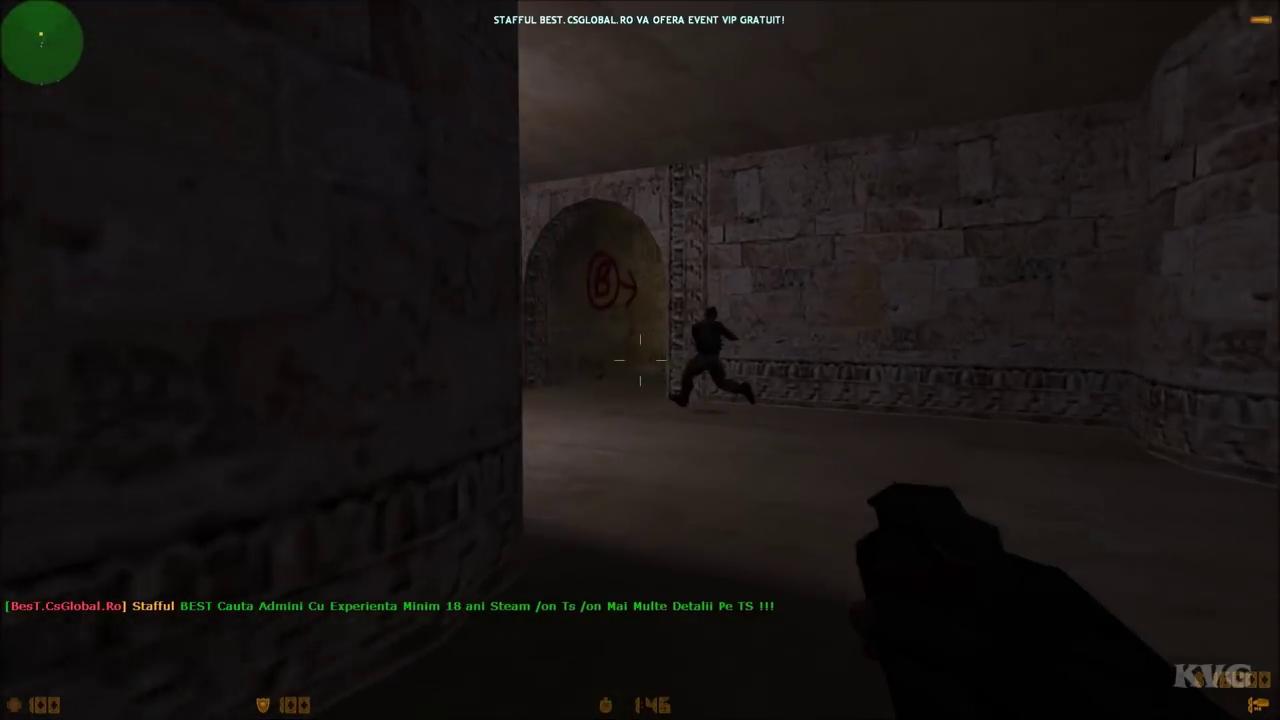 STAFFUL BEST.CSGLOBAL.RO VA OFERA EVENT VIP GRATUIT!
B
[BesT.CsGlobal.Ro] Stafful BEST Cauta Admini Cu Experienta Minim 18 ani Steam /on Ts /on Mai Multe Detalii Pe TS !!!
KVG
100 100 1:45